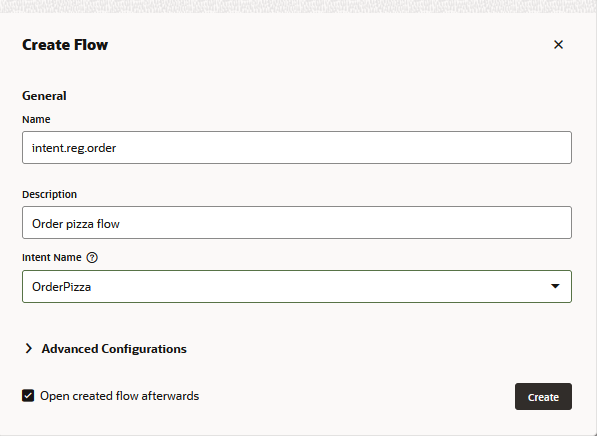 Create Flow
General
Name
intent.reg.order
Description
Order pizza flow
Intent Name
OrderPizza
Advanced Configurations
Open created flow afterwards
Create